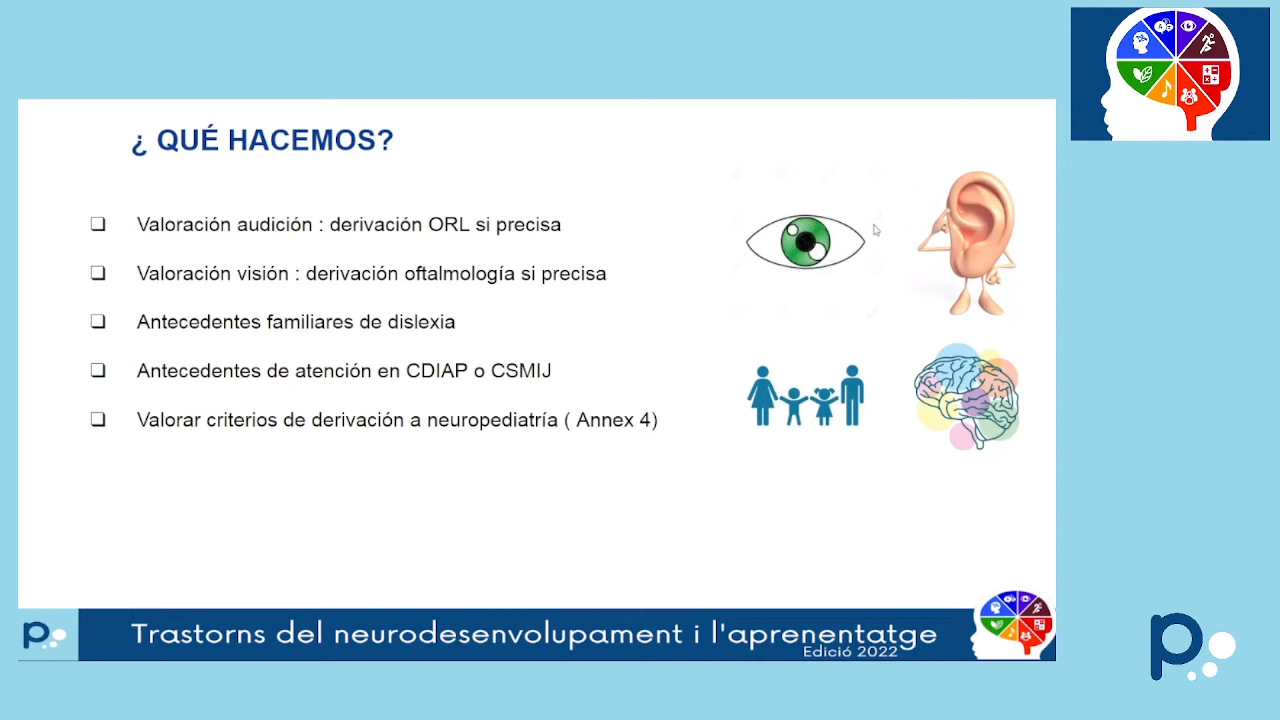 ¿ QUÉ HACEMOS?
❑ Valoración audición : derivación ORL si precisa
❑ Valoración visión : derivación oftalmología si precisa
❑ Antecedentes familiares de dislexia
❑ Antecedentes de atención en CDIAP o CSMIJ
❑ Valorar criterios de derivación a neuropediatría ( Annex 4)
p
Trastorns del neurodesenvolupament i l'aprenentatge
Edició 2022
p